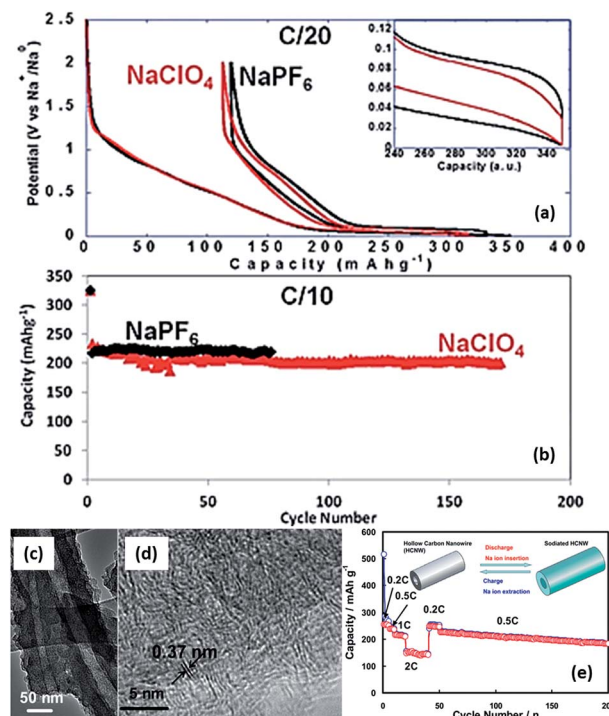 C/20
NaClO4
NaPF6
Potential (V vs Na+/Na0)
2.5
2
1.5
1
0.5
0
0 50 100 150 200 250 300 350 400
Capacity (mAhg-1)
0.12
0.1
0.08
0.06
0.04
0.02
0
240 260 280 300 320 340
Capacity (a.u.)
(a)
C/10
NaPF6
NaClO4
Capacity (mAhg-1)
350
300
250
200
150
100
50
0
0 50 100 150 200
Cycle Number
(b)
(c)
50 nm
(d)
0.37 nm
5 nm
Capacity / mAh g-1
600
500
400
300
200
100
0 50 100 150 200
Cycle Number / n
Hollow Carbon Nanowire
(HCNW)
Discharge
Na ion insertion
Charge
Na ion extraction
Sodiated HCNW
0.2C
0.5C
1C
2C
0.2C
0.5C
(e)